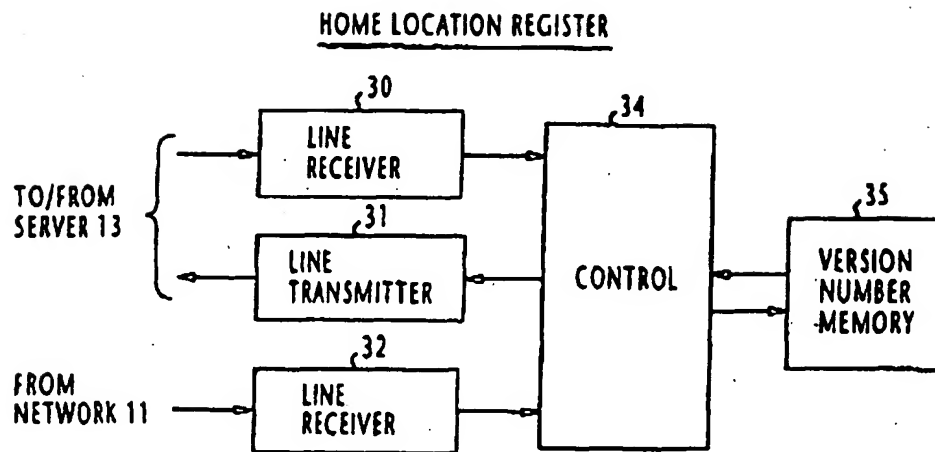 HOME LOCATION REGISTER
30
LINE
RECEIVER
34
TO/FROM
SERVER 13
31
LINE
TRANSMITTER
CONTROL
35
VERSION
NUMBER
MEMORY
FROM
NETWORK 11
32
LINE
RECEIVER